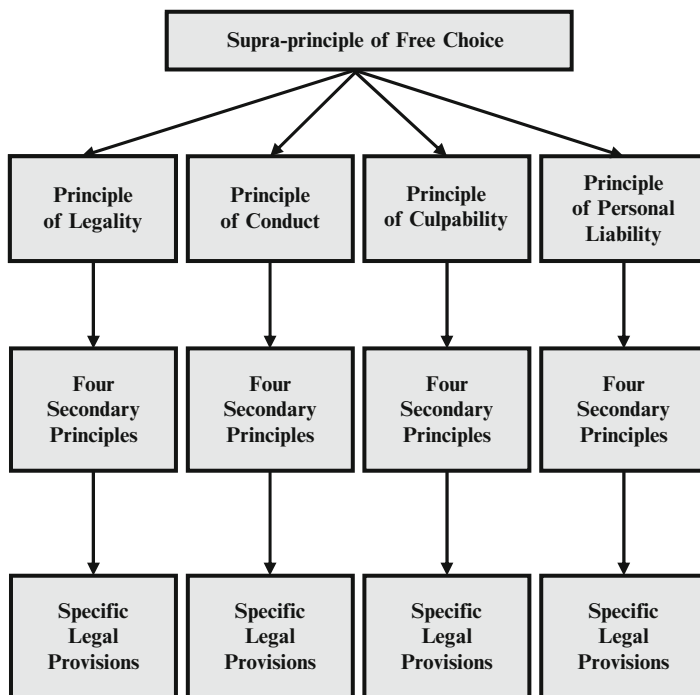 Supra-principle of Free Choice
Principle
of Legality
Principle
of Conduct
Principle
of Culpability
Principle
of Personal
Liability
Four
Secondary
Principles
Four
Secondary
Principles
Four
Secondary
Principles
Four
Secondary
Principles
Specific
Legal
Provisions
Specific
Legal
Provisions
Specific
Legal
Provisions
Specific
Legal
Provisions